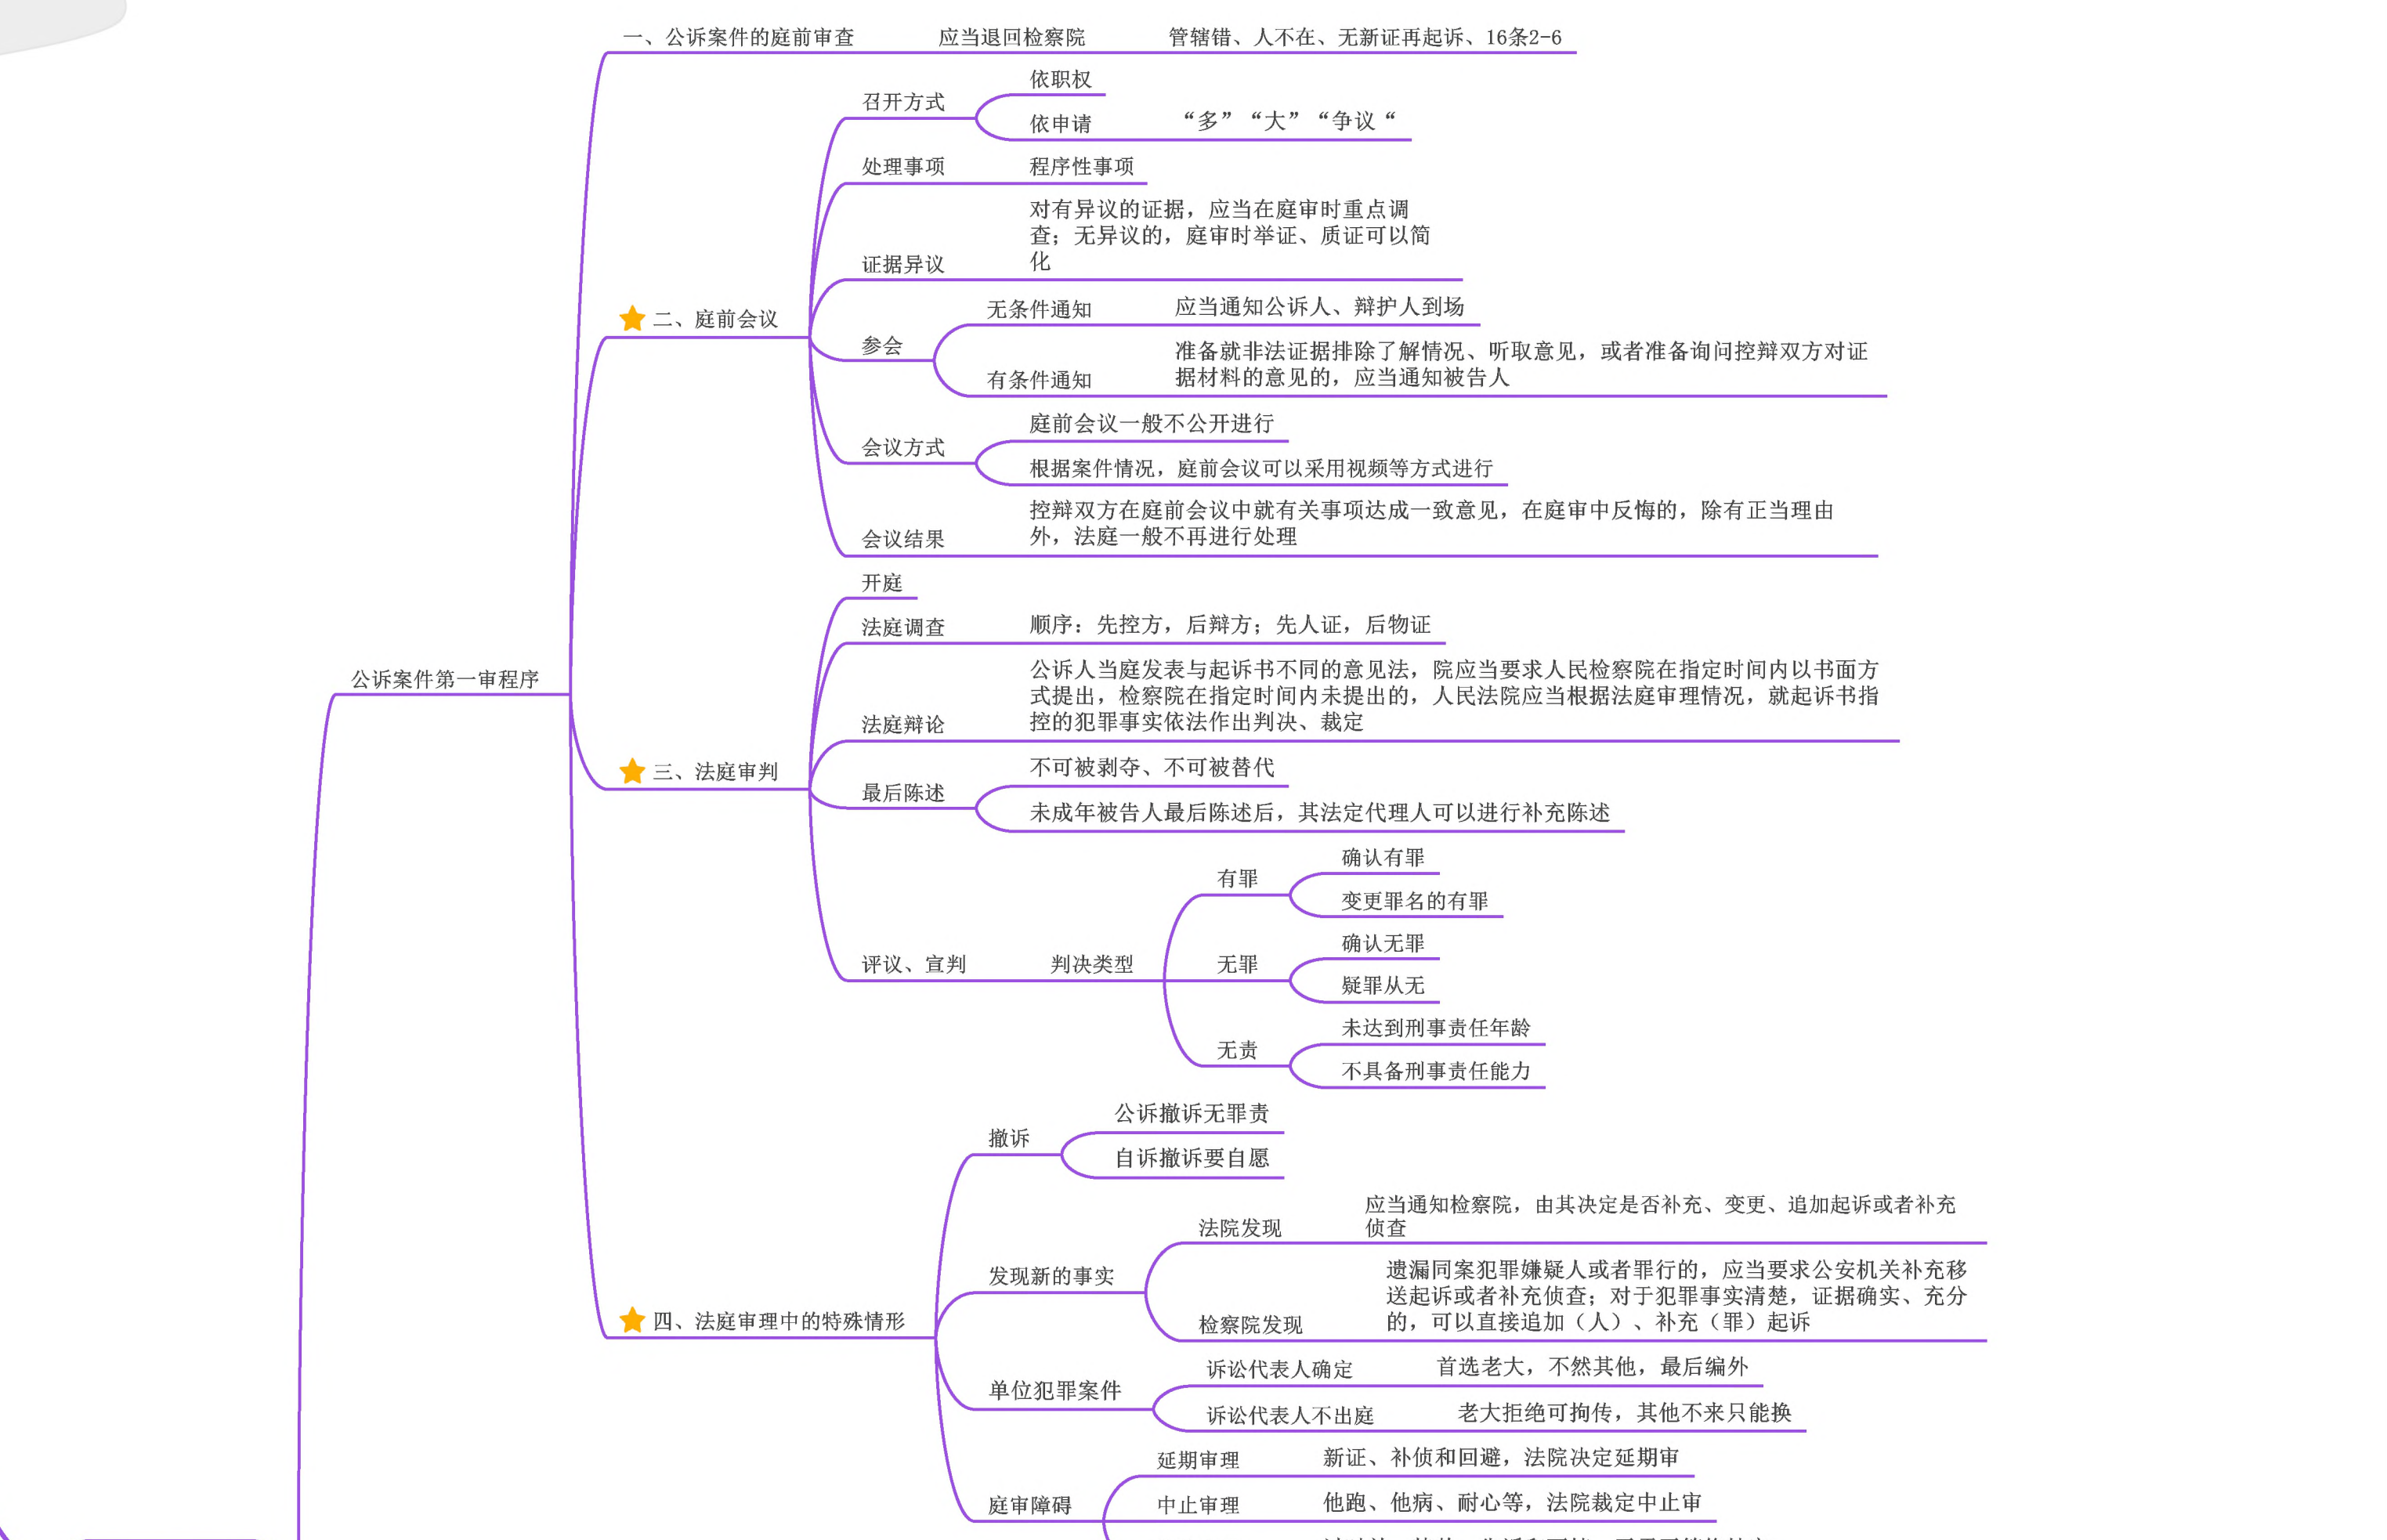 公诉案件第一审程序
一、公诉案件的庭前审查
应当退回检察院
管辖错、人不在、无新证再起诉、16条2-6
二、庭前会议
召开方式
依职权
依申请
“多”“大”“争议“
处理事项
程序性事项
证据异议
对有异议的证据，应当在庭审时重点调
查；无异议的，庭审时举证、质证可以简
化
参会
无条件通知
应当通知公诉人、辩护人到场
有条件通知
准备就非法证据排除了解情况、听取意见，或者准备询问控辩双方对证
据材料的意见的，应当通知被告人
会议方式
庭前会议一般不公开进行
根据案件情况，庭前会议可以采用视频等方式进行
会议结果
控辩双方在庭前会议中就有关事项达成一致意见，在庭审中反悔的，除有正当理由
外，法庭一般不再进行处理
三、法庭审判
开庭
法庭调查
顺序：先控方，后辩方；先人证，后物证
法庭辩论
公诉人当庭发表与起诉书不同的意见法，院应当要求人民检察院在指定时间内以书面方
式提出，检察院在指定时间内未提出的，人民法院应当根据法庭审理情况，就起诉书指
控的犯罪事实依法作出判决、裁定
最后陈述
不可被剥夺、不可被替代
未成年被告人最后陈述后，其法定代理人可以进行补充陈述
评议、宣判
判决类型
有罪
确认有罪
变更罪名的有罪
无罪
确认无罪
疑罪从无
无责
未达到刑事责任年龄
不具备刑事责任能力
四、法庭审理中的特殊情形
撤诉
公诉撤诉无罪责
自诉撤诉要自愿
发现新的事实
法院发现
应当通知检察院，由其决定是否补充、变更、追加起诉或者补充
侦查
检察院发现
遗漏同案犯罪嫌疑人或者罪行的，应当要求公安机关补充移
送起诉或者补充侦查；对于犯罪事实清楚，证据确实、充分
的，可以直接追加（人）、补充（罪）起诉
单位犯罪案件
诉讼代表人确定
首选老大，不然其他，最后编外
诉讼代表人不出庭
老大拒绝可拘传，其他不来只能换
庭审障碍
延期审理
新证、补侦和回避，法院决定延期审
中止审理
他跑、他病、耐心等，法院裁定中止审